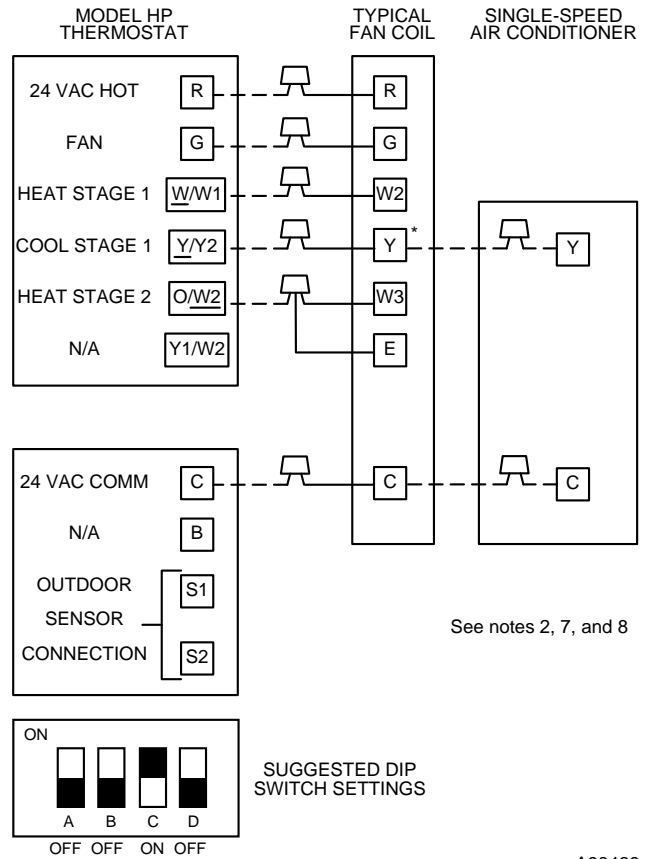 MODEL HP THERMOSTAT
TYPICAL FAN COIL
SINGLE-SPEED AIR CONDITIONER
24 VAC HOT R R
FAN G G
HEAT STAGE 1 W/W1 W2
COOL STAGE 1 Y/Y2 Y * Y
HEAT STAGE 2 O/W2 W3
N/A Y1/W2 E
24 VAC COMM C C C
N/A B
OUTDOOR S1
SENSOR
CONNECTION S2
See notes 2, 7, and 8
ON
A B C D
OFF OFF ON OFF
SUGGESTED DIP
SWITCH SETTINGS